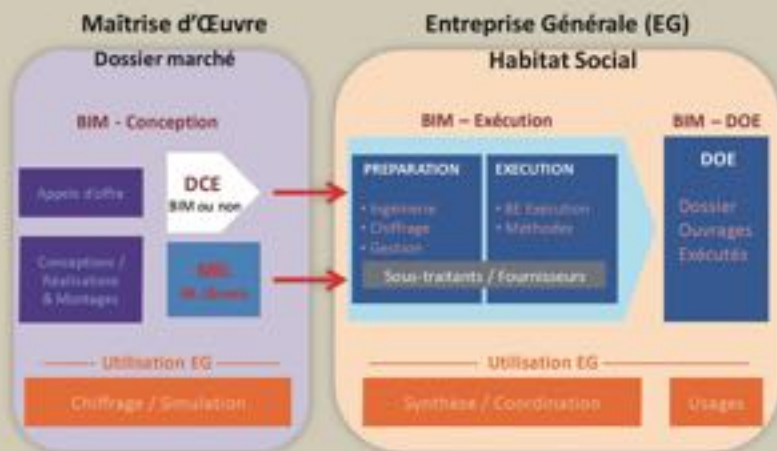 Maîtrise d'Œuvre
Dossier marché
BIM - Conception
Appels d'offre
DCE
BIM ou non
Conceptions /
Réalisations
& Montages
Utilisation EG
Chiffrage / Simulation
Entreprise Générale (EG)
Habitat Social
BIM – Exécution
PREPARATION
• Ingénierie
• Chiffrage
• Gestion
EXECUTION
• BE Exécution
• Méthodes
Sous-traitants / Fournisseurs
BIM – DOE
DOE
Dossier
Ouvrages
Exécutés
Utilisation EG
Synthèse / Coordination
Usages